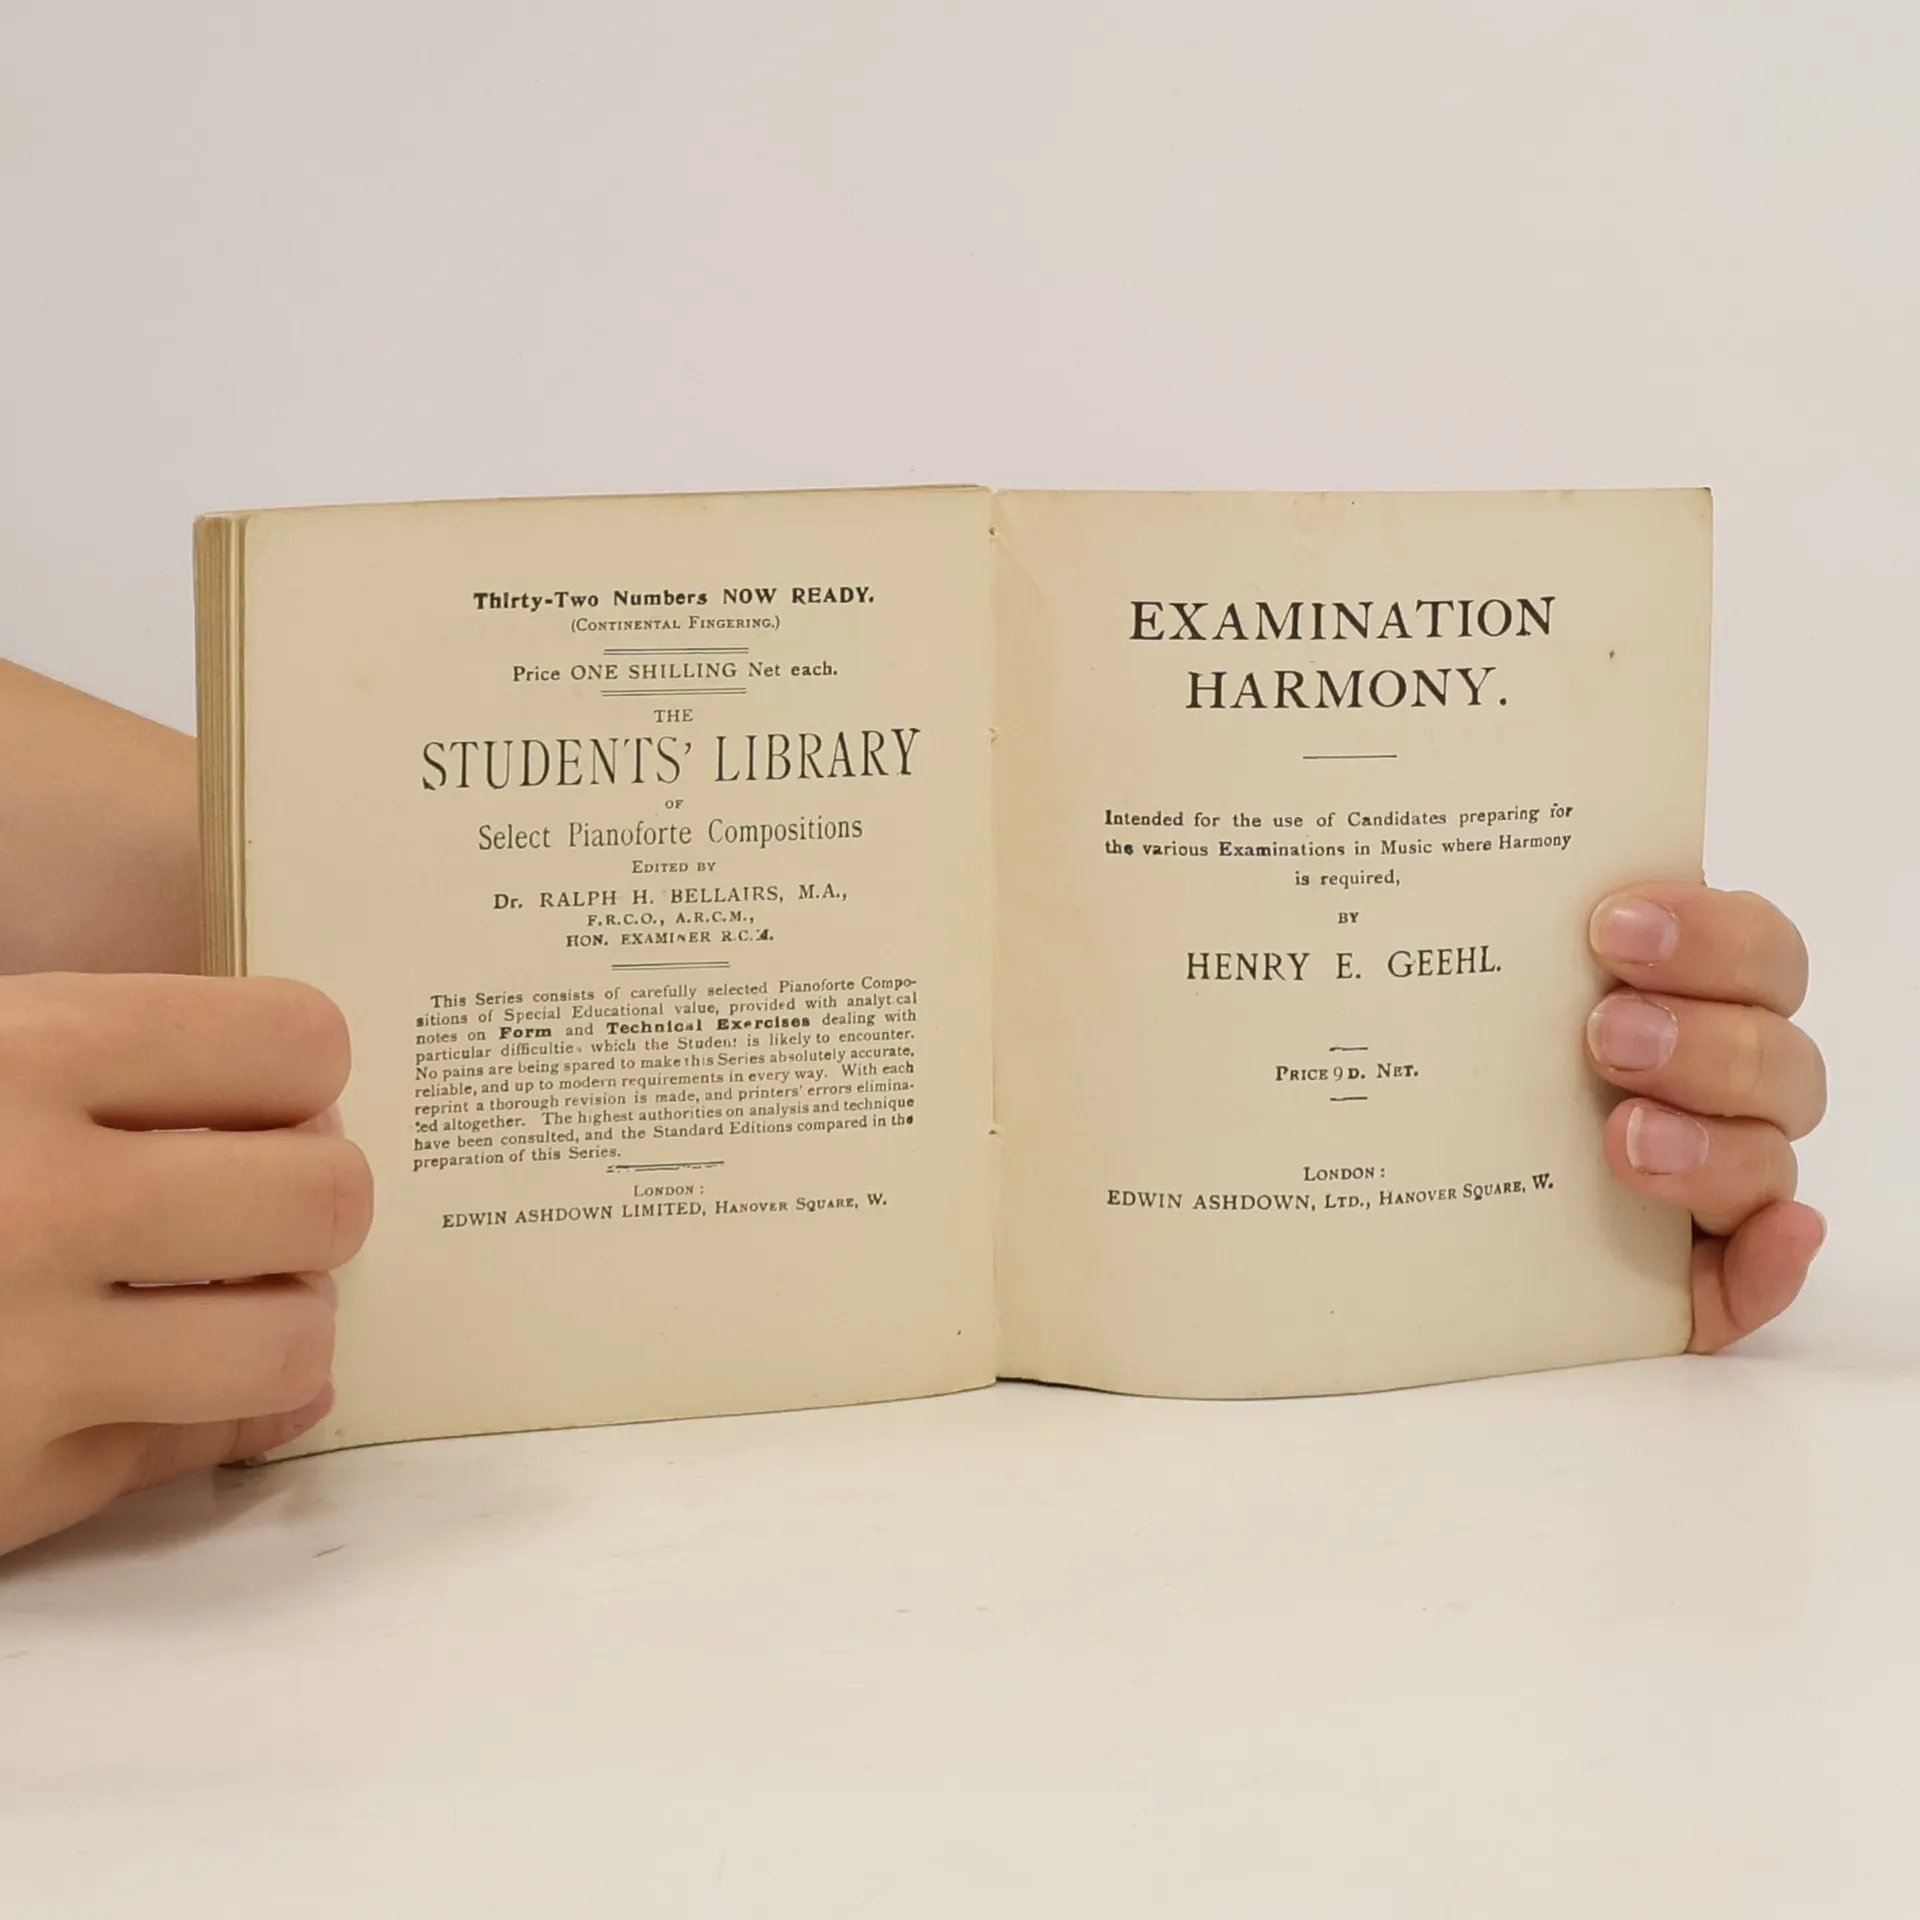 Thirty-Two Numbers NOW READY.
(CONTINENTAL FINGERING.)
Price ONE SHILLING Net each.
THE
STUDENTS' LIBRARY
OF
Select Pianoforte Compositions
EDITED BY
Dr. RALPH H. BELLAIRS, M.A.,
F.R.C.O., A.R.C.M.,
HON. EXAMINER R.C.M.
This Series consists of carefully selected Pianoforte Compo-
sitions of Special Educational value, provided with analytical
notes on Form and Technical Exercises dealing with
particular difficulties which the Student is likely to encounter.
No pains are being spared to make this Series absolutely accurate,
reliable, and up to modern requirements in every way. With each
reprint a thorough revision is made, and printers' errors elimina-
ted altogether. The highest authorities on analysis and technique
have been consulted, and the Standard Editions compared in the
preparation of this Series.
LONDON:
EDWIN ASHDOWN LIMITED, HANOVER SQUARE, W.
EXAMINATION
HARMONY.
Intended for the use of Candidates preparing for
the various Examinations in Music where Harmony
is required,
BY
HENRY E. GEEHL.
PRICE 9D. NET.
LONDON:
EDWIN ASHDOWN, LTD., HANOVER SQUARE, W.